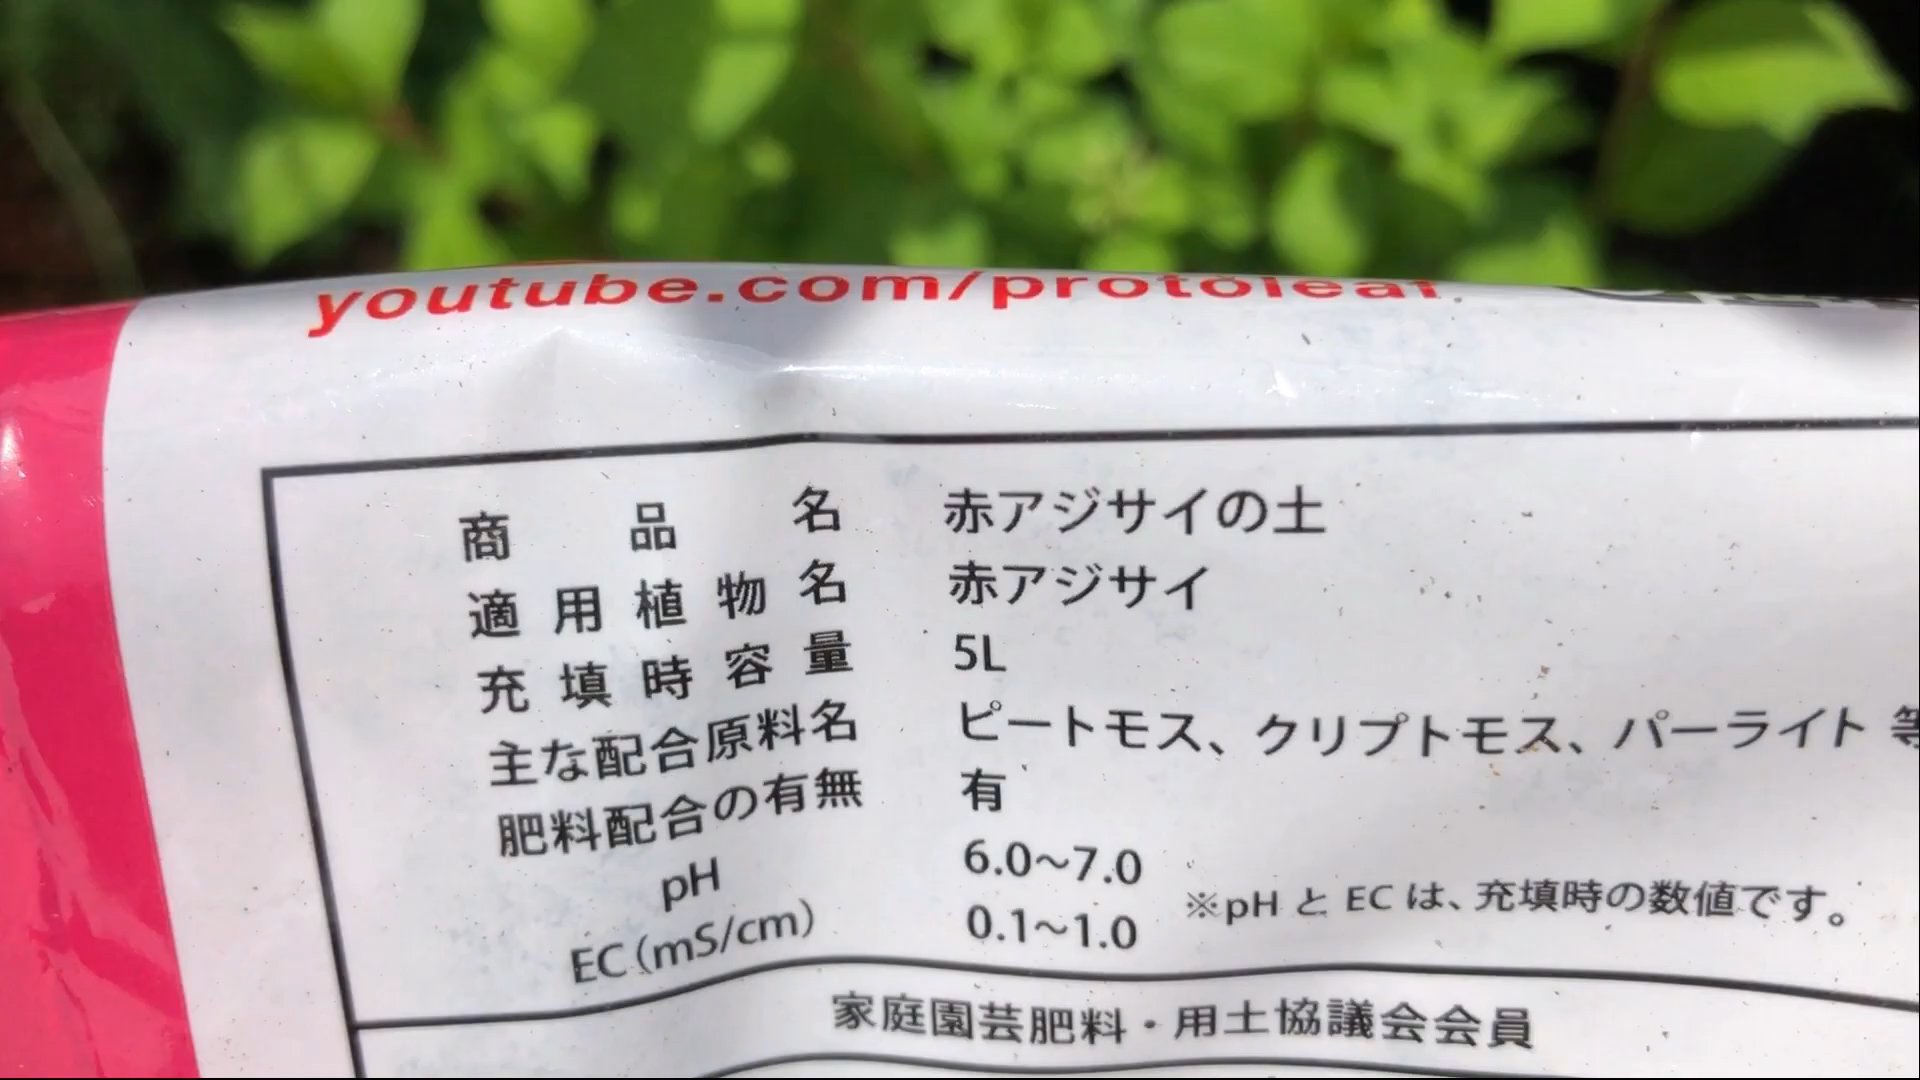 youtube.com/protoleaf
商品名 赤アジサイの土
適用植物名 赤アジサイ
充填時容量 5L
主な配合原料名 ピートモス、クリプトモス、パーライト 等
肥料配合の有無 有
pH 6.0〜7.0
EC(mS/cm) 0.1〜1.0 ※pH と EC は、充填時の数値です。
家庭園芸肥料・用土協議会会員